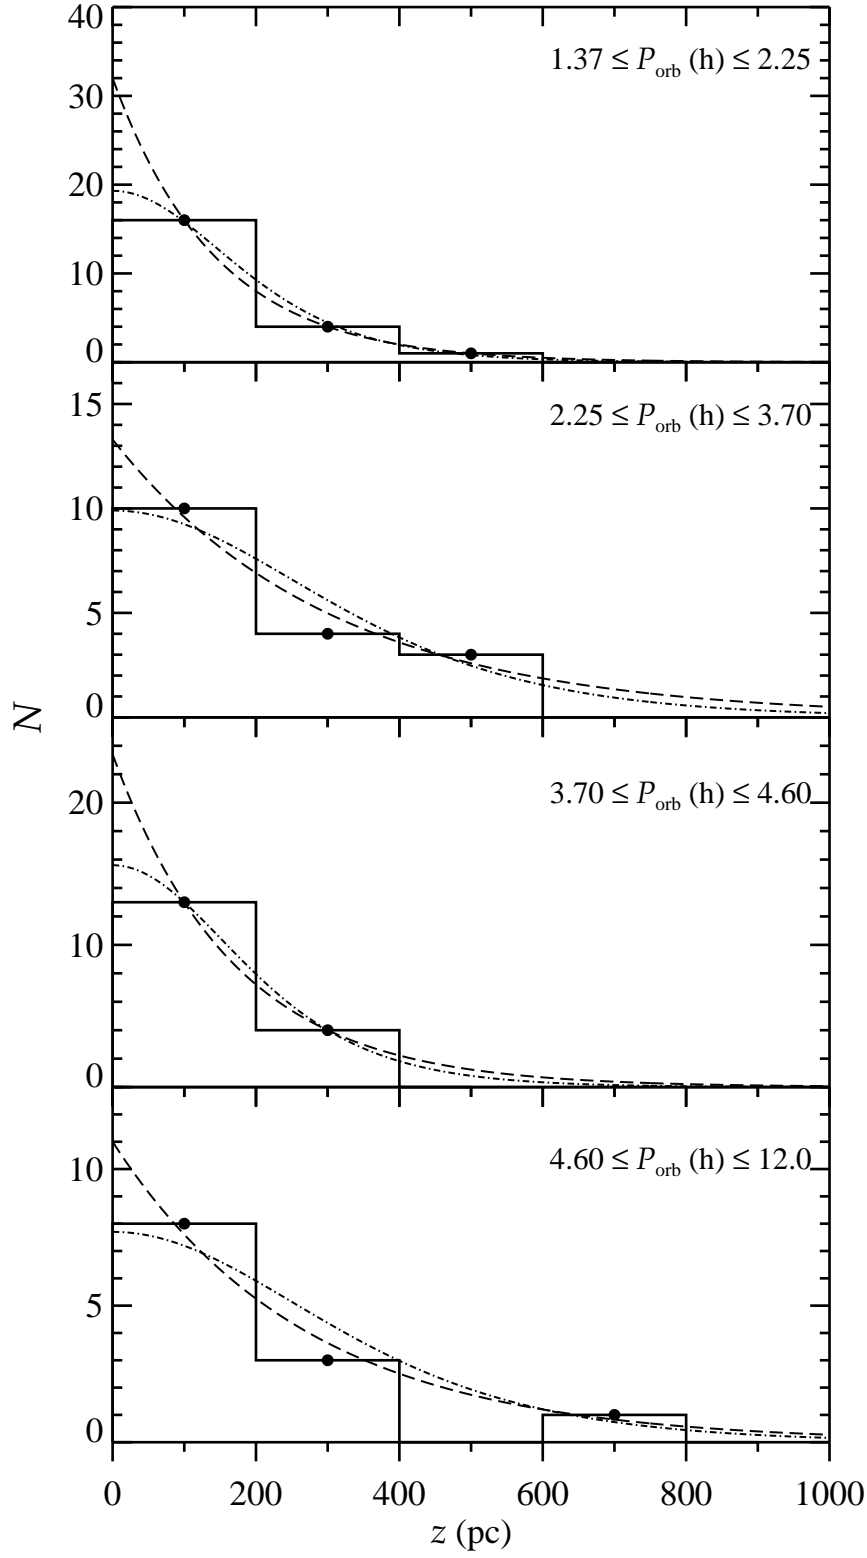 40
1.37 ≤ P_orb (h) ≤ 2.25
30
20
10
0
15
2.25 ≤ P_orb (h) ≤ 3.70
10
5
0
N
3.70 ≤ P_orb (h) ≤ 4.60
20
10
0
4.60 ≤ P_orb (h) ≤ 12.0
10
5
0
0 200 400 600 800 1000
z (pc)